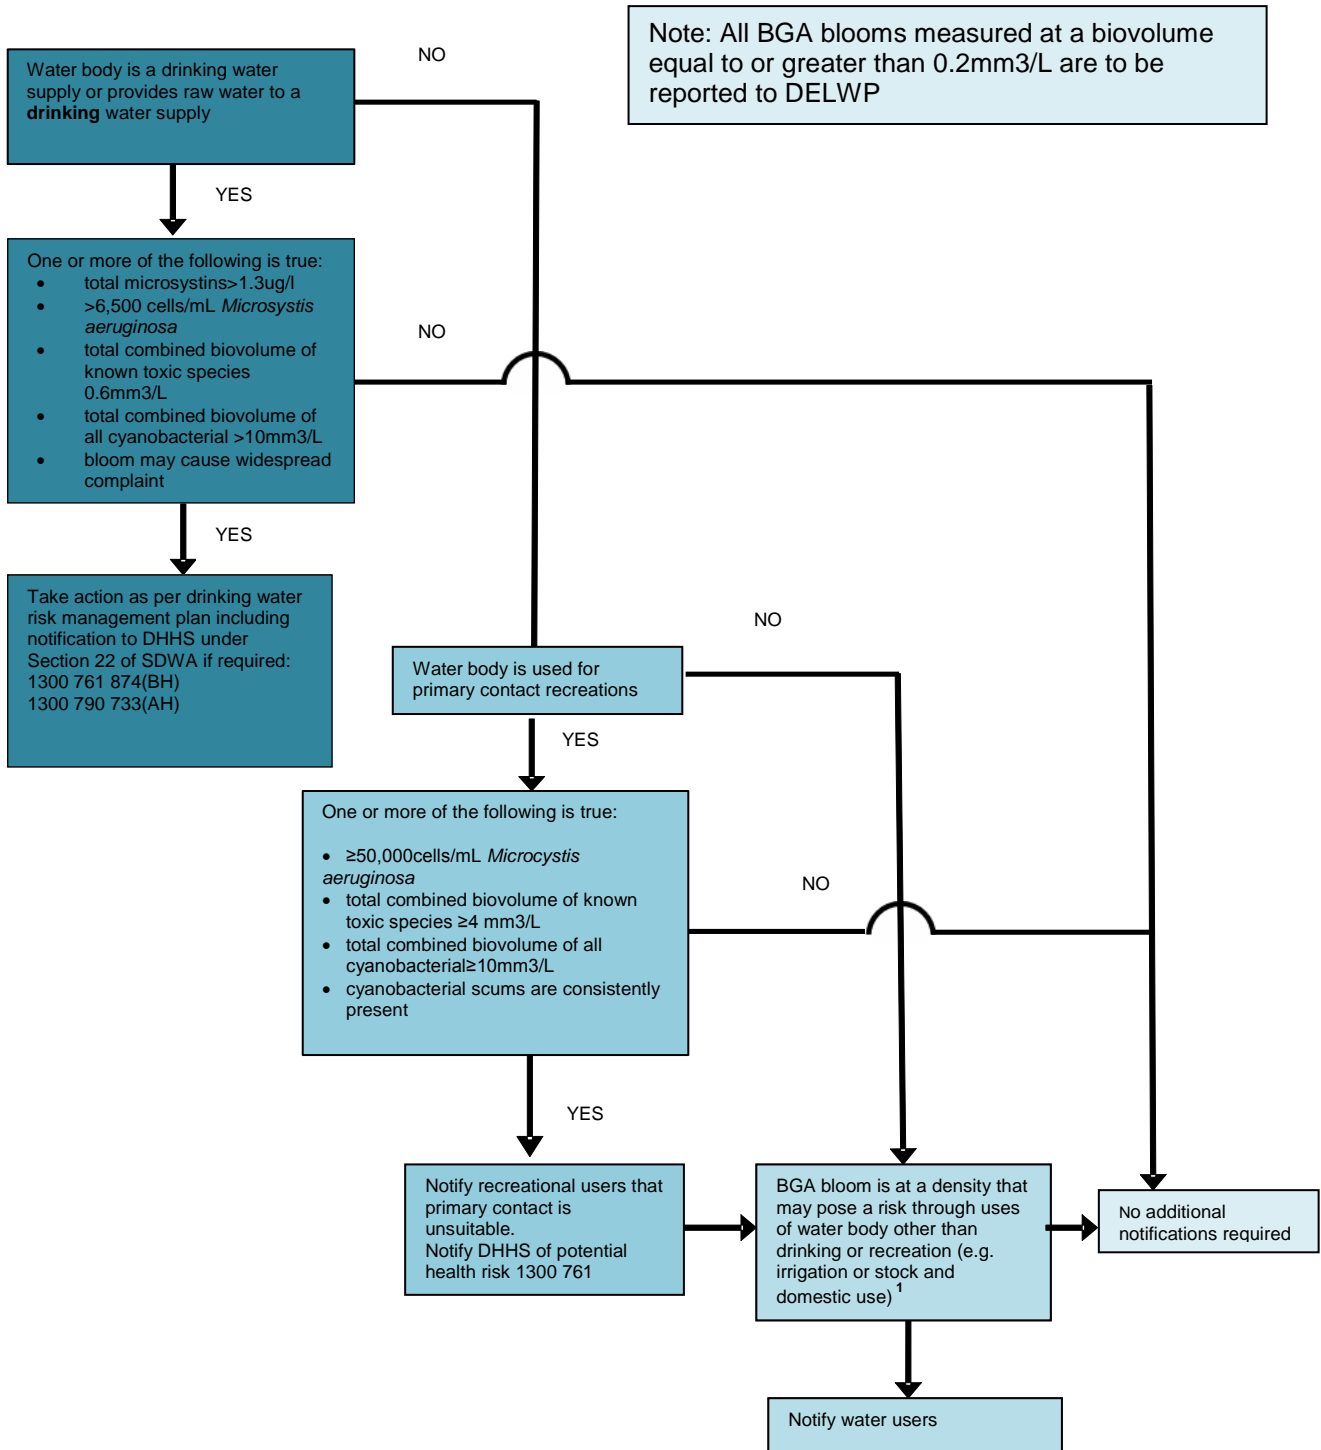 Note: All BGA blooms measured at a biovolume
equal to or greater than 0.2mm3/L are to be
reported to DELWP
NO
Water body is a drinking water
supply or provides raw water to a
drinking water supply
YES
One or more of the following is true:
• total microsystins>1.3ug/l
• >6,500 cells/mL Microsystis
aeruginosa
• total combined biovolume of
known toxic species
0.6mm3/L
• total combined biovolume of
all cyanobacterial >10mm3/L
• bloom may cause widespread
complaint
NO
YES
Take action as per drinking water
risk management plan including
notification to DHHS under
Section 22 of SDWA if required:
1300 761 874(BH)
1300 790 733(AH)
NO
Water body is used for
primary contact recreations
YES
One or more of the following is true:
• ≥50,000cells/mL Microcystis
aeruginosa
• total combined biovolume of known
toxic species ≥4 mm3/L
• total combined biovolume of all
cyanobacterial≥10mm3/L
• cyanobacterial scums are consistently
present
NO
YES
Notify recreational users that
primary contact is
unsuitable.
Notify DHHS of potential
health risk 1300 761
BGA bloom is at a density that
may pose a risk through uses
of water body other than
drinking or recreation (e.g.
irrigation or stock and
domestic use) 1
No additional
notifications required
Notify water users